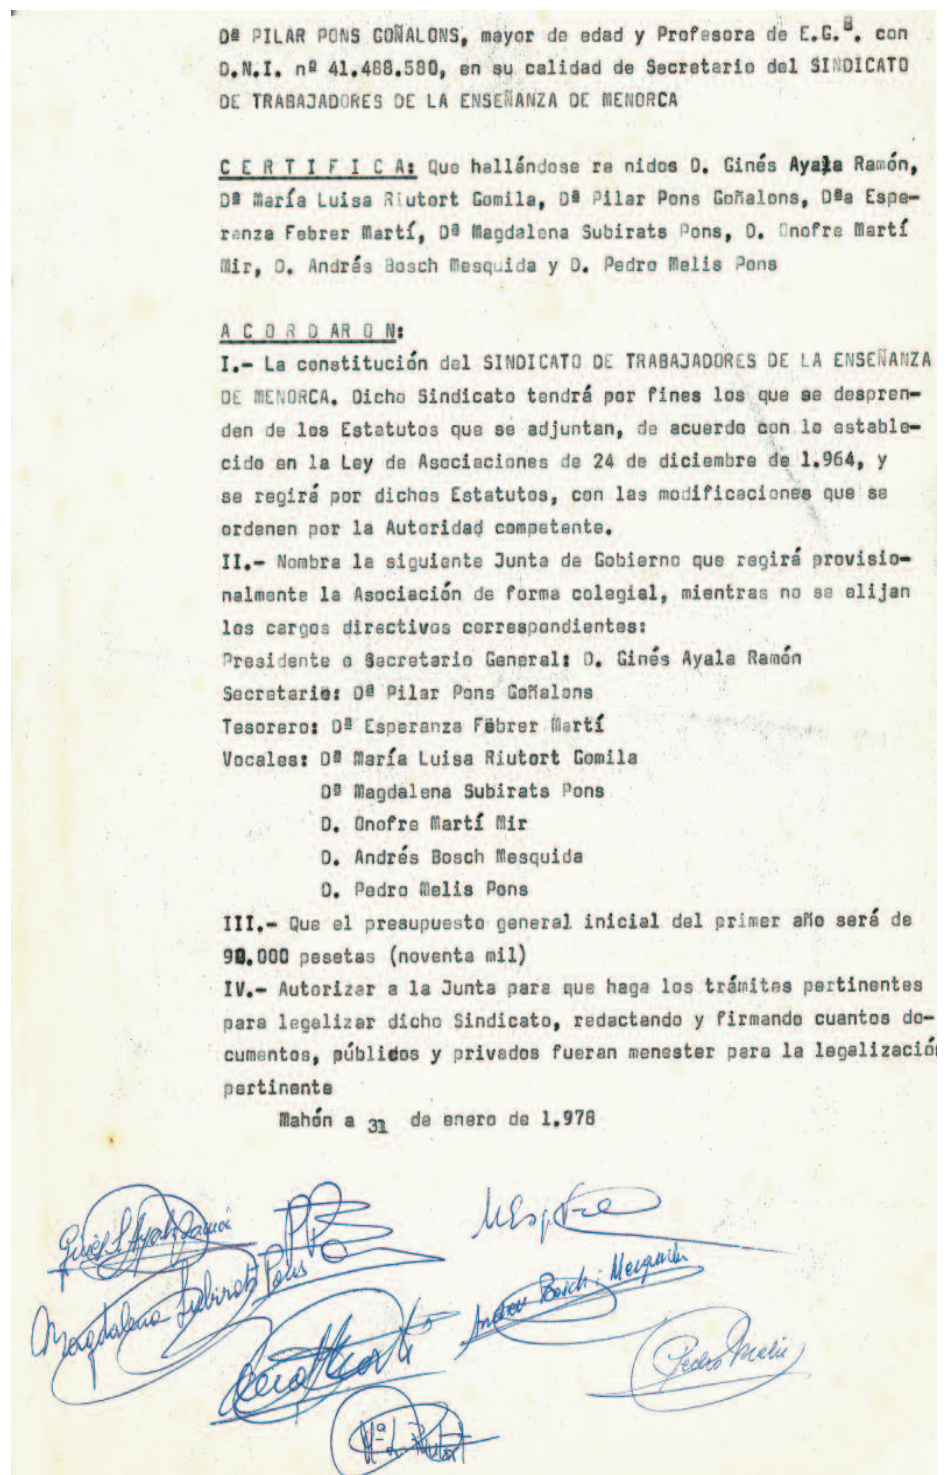 Dª PILAR PONS GOÑALONS, mayor de edad y Profesora de E.G.B. con
D.N.I. nº 41.488.580, en su calidad de Secretario del SINDICATO
DE TRABAJADORES DE LA ENSEÑANZA DE MENORCA
C E R T I F I C A: Que hallándose re nidos D. Ginés Ayala Ramón,
Dª María Luisa Riutort Gomila, Dª Pilar Pons Goñalons, Dªa Espe-
ranza Febrer Martí, Dª Magdalena Subirats Pons, D. Onofre Martí
Mir, D. Andrés Bosch Mesquida y D. Pedro Melis Pons
A C O R D AR O N:
I.- La constitución del SINDICATO DE TRABAJADORES DE LA ENSEÑANZA
DE MENORCA. Dicho Sindicato tendrá por fines los que se despren-
den de los Estatutos que se adjuntan, de acuerdo con lo estable-
cido en la Ley de Asociaciones de 24 de diciembre de 1.964, y
se regirá por dichos Estatutos, con las modificaciones que se
ordenen por la Autoridad competente.
II.- Nombra la siguiente Junta de Gobierno que regirá provisio-
nalmente la Asociación de forma colegial, mientras no se elijan
los cargos directivos correspondientes:
Presidente o Secretario General: D. Ginés Ayala Ramón
Secretario: Dª Pilar Pons Goñalons
Tesorero: Dª Esperanza Febrer Martí
Vocales: Dª María Luisa Riutort Gomila
Dª Magdalena Subirats Pons
D. Onofre Martí Mir
D. Andrés Bosch Mesquida
D. Pedro Melis Pons
III.- Que el presupuesto general inicial del primer año será de
90.000 pesetas (noventa mil)
IV.- Autorizar a la Junta para que haga los trámites pertinentes
para legalizar dicho Sindicato, redactando y firmando cuantos do-
cumentos, públidos y privados fueran menester para la legalización
pertinente
Mahón a 31 de enero de 1.978
Ginés Ayala Ramón
Magdalena Subirats Pons
Andreu Bosch i Mesquida
Pedro Melis
Mª L. Riutort